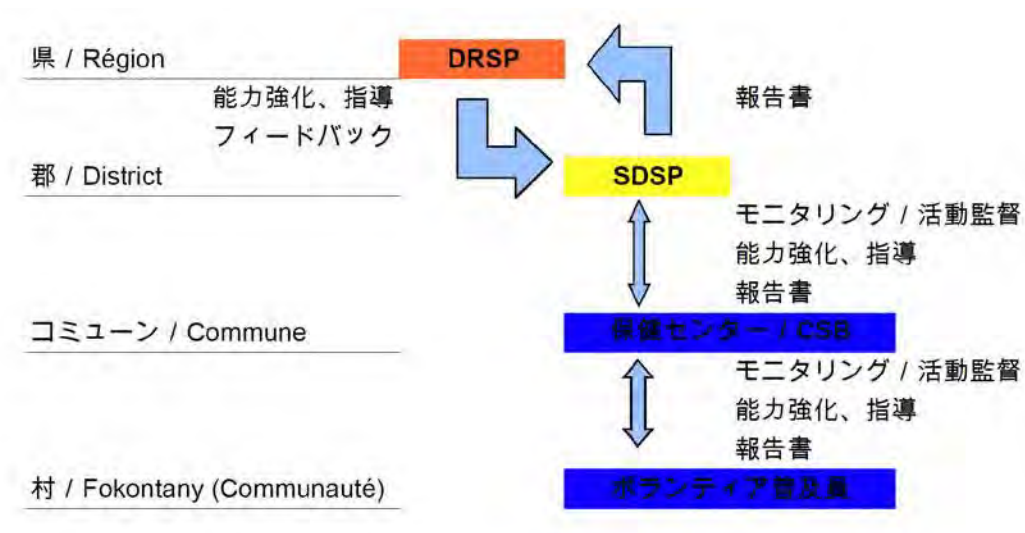 県 / Région
DRSP
能力強化、指導
フィードバック
報告書
郡 / District
SDSP
モニタリング / 活動監督
能力強化、指導
報告書
コミューン / Commune
保健センター / CSB
モニタリング / 活動監督
能力強化、指導
報告書
村 / Fokontany (Communauté)
ボランティア普及員